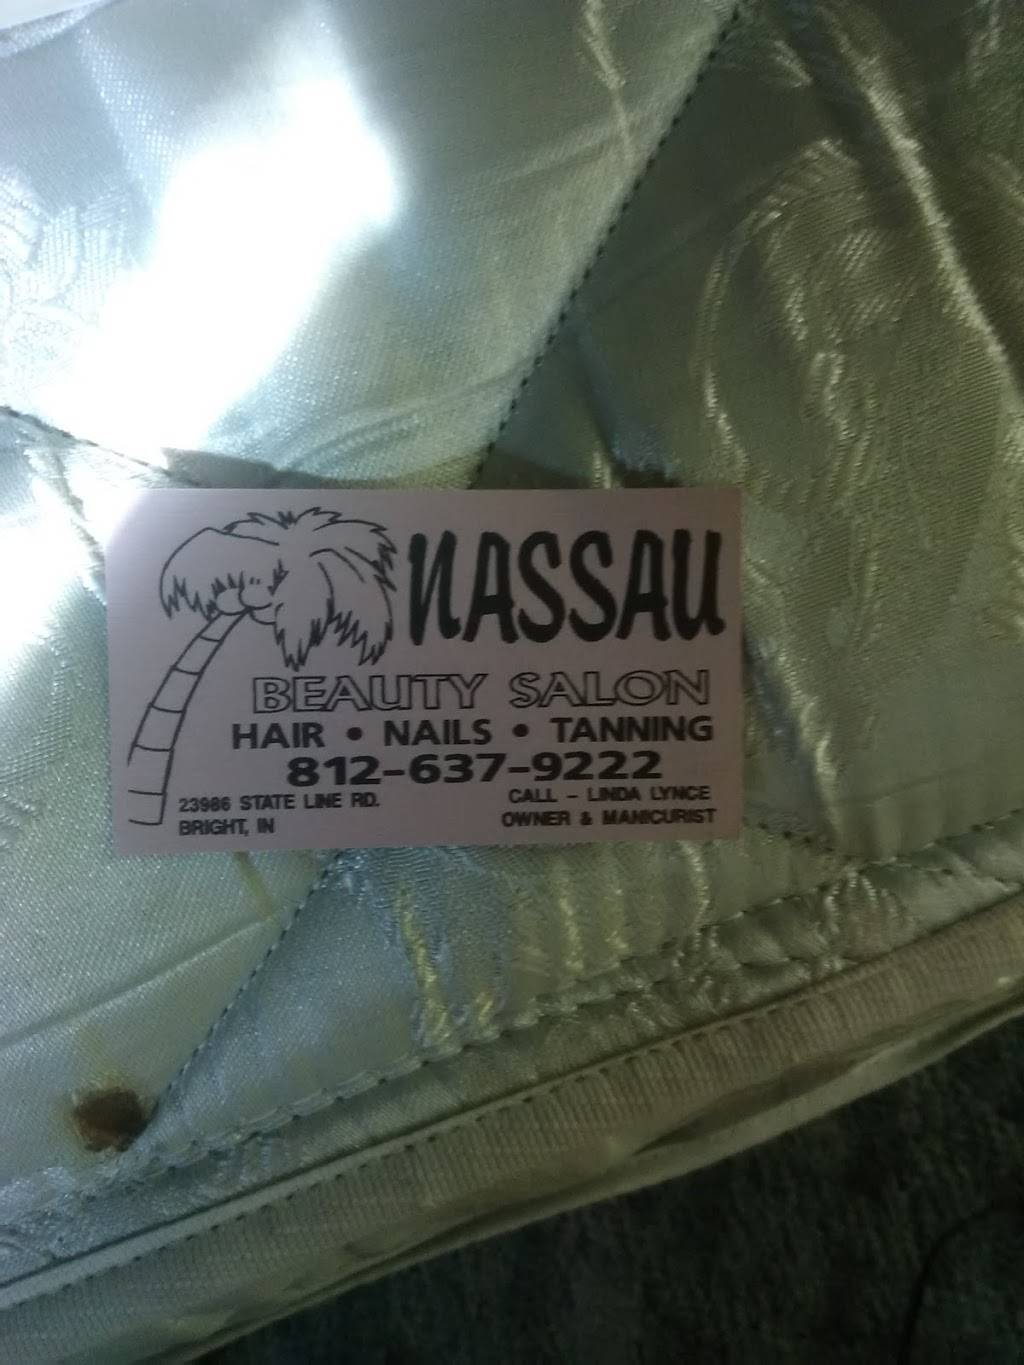 NASSAU
BEAUTY SALON
HAIR • NAILS • TANNING
812-637-9222
23986 STATE LINE RD.
BRIGHT, IN
CALL - LINDA LYNCE
OWNER & MANICURIST